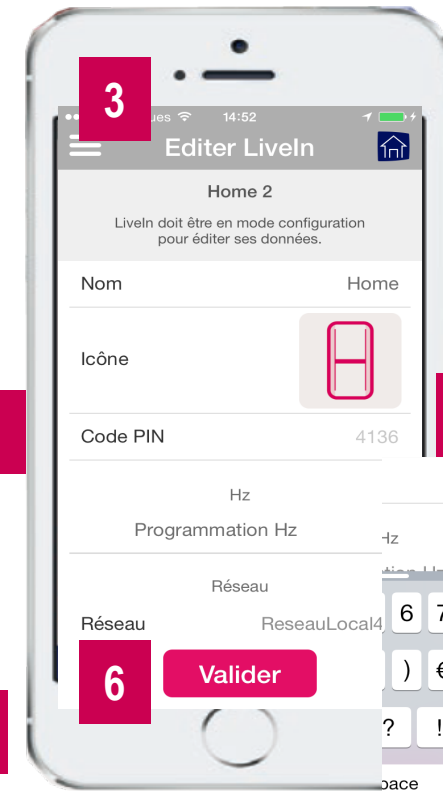 3
14:52
Editer LiveIn
Home 2
LiveIn doit être en mode configuration
pour éditer ses données.
Nom Home
Icône
Code PIN 4136
Hz
Programmation Hz
Hz
Réseau
Réseau ReseauLocal4
6 7
) €
? !
6
Valider